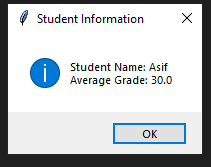 Student Information
Student Name: Asif
Average Grade: 30.0
OK